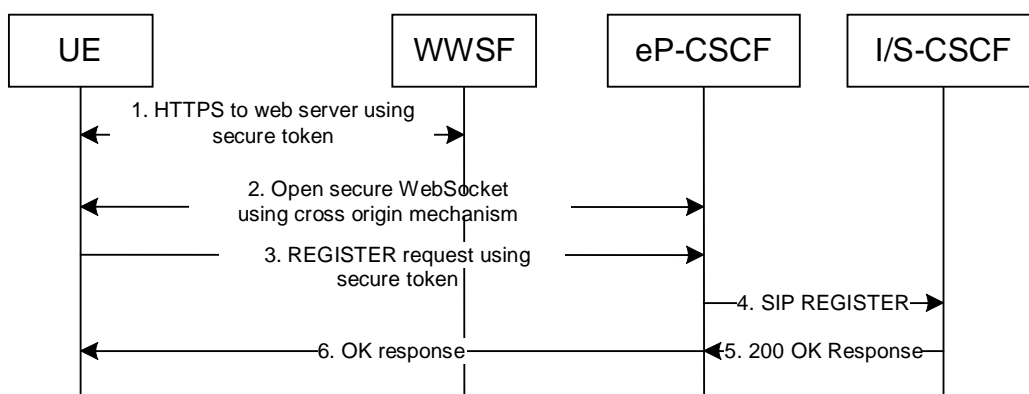 UE
WWSF
eP-CSCF
I/S-CSCF
1. HTTPS to web server using
secure token
2. Open secure WebSocket
using cross origin mechanism
3. REGISTER request using
secure token
4. SIP REGISTER
6. OK response
5. 200 OK Response